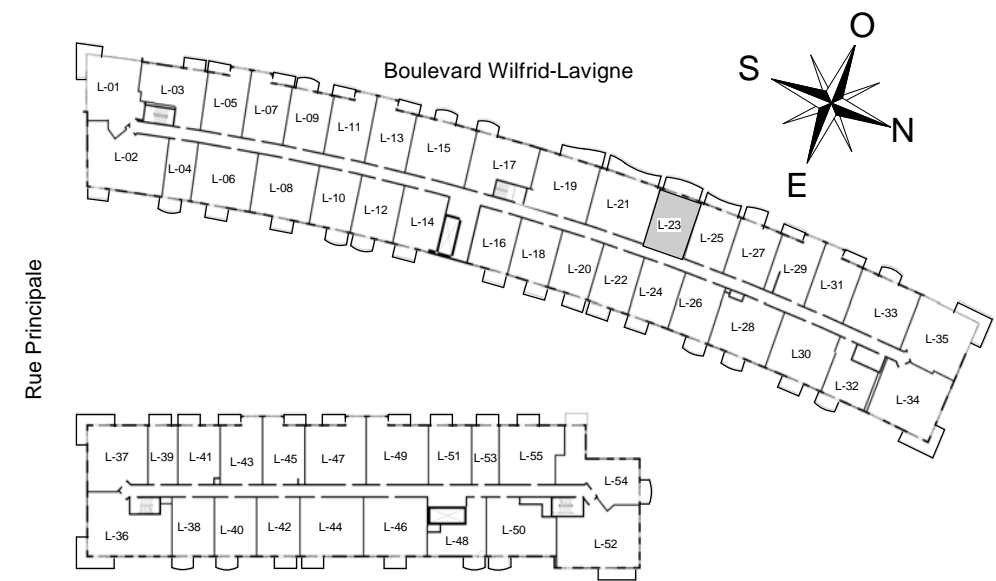 Boulevard Wilfrid-Lavigne
O
S
N
E
Rue Principale
L-01
L-03
L-05
L-07
L-09
L-11
L-13
L-15
L-17
L-19
L-21
L-23
L-25
L-27
L-29
L-31
L-33
L-35
L-02
L-04
L-06
L-08
L-10
L-12
L-14
L-16
L-18
L-20
L-22
L-24
L-26
L-28
L30
L-32
L-34
L-37
L-39
L-41
L-43
L-45
L-47
L-49
L-51
L-53
L-55
L-54
L-36
L-38
L-40
L-42
L-44
L-46
L-48
L-50
L-52